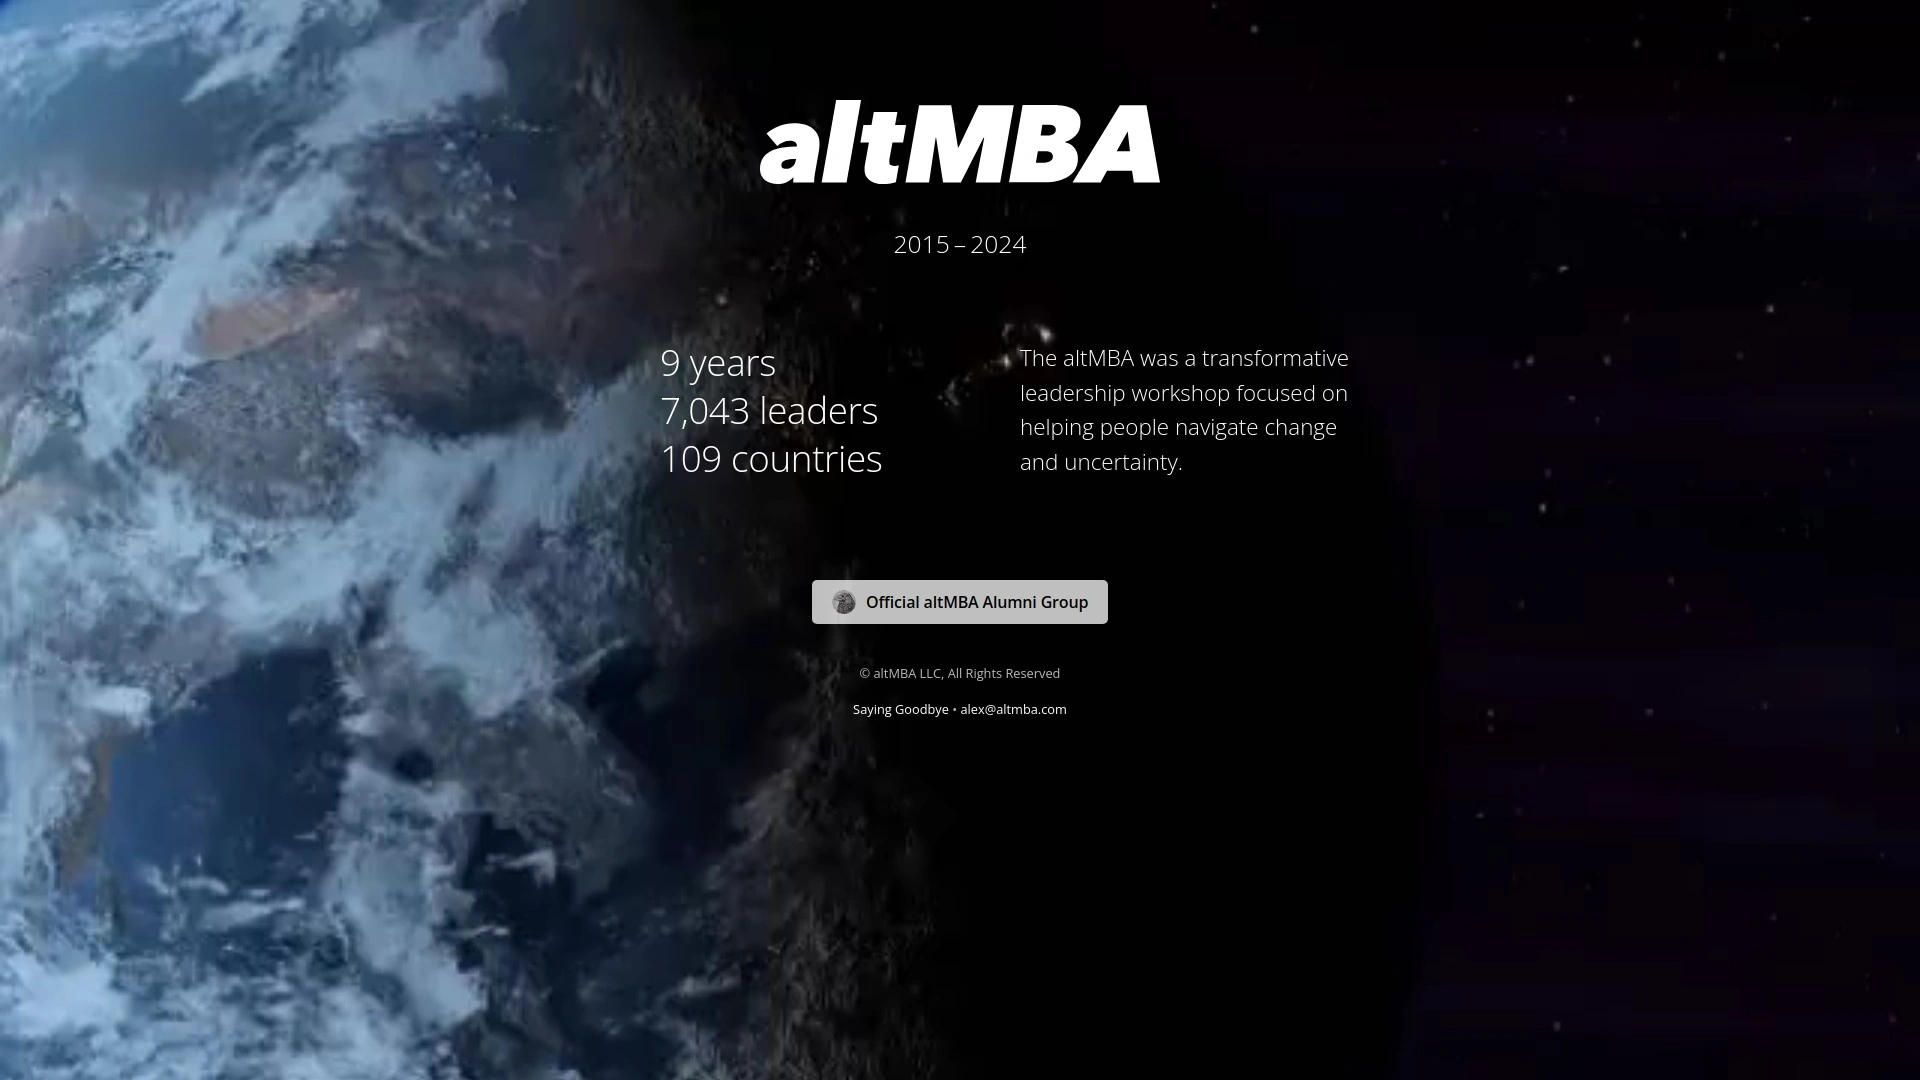 altMBA
2015 – 2024
9 years
7,043 leaders
109 countries
The altMBA was a transformative
leadership workshop focused on
helping people navigate change
and uncertainty.
Official altMBA Alumni Group
© altMBA LLC, All Rights Reserved
Saying Goodbye • alex@altmba.com